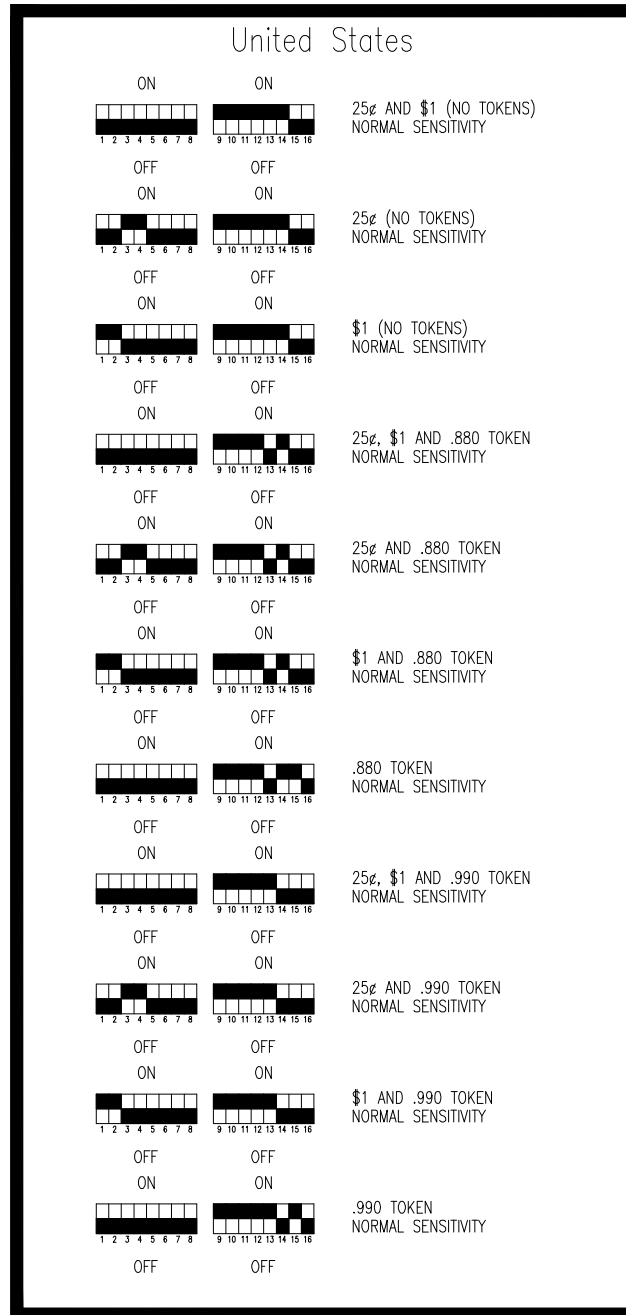 United States
ON ON
25¢ AND $1 (NO TOKENS)
NORMAL SENSITIVITY
1 2 3 4 5 6 7 8 9 10 11 12 13 14 15 16
OFF OFF
ON ON
25¢ (NO TOKENS)
NORMAL SENSITIVITY
1 2 3 4 5 6 7 8 9 10 11 12 13 14 15 16
OFF OFF
ON ON
$1 (NO TOKENS)
NORMAL SENSITIVITY
1 2 3 4 5 6 7 8 9 10 11 12 13 14 15 16
OFF OFF
ON ON
25¢, $1 AND .880 TOKEN
NORMAL SENSITIVITY
1 2 3 4 5 6 7 8 9 10 11 12 13 14 15 16
OFF OFF
ON ON
25¢ AND .880 TOKEN
NORMAL SENSITIVITY
1 2 3 4 5 6 7 8 9 10 11 12 13 14 15 16
OFF OFF
ON ON
$1 AND .880 TOKEN
NORMAL SENSITIVITY
1 2 3 4 5 6 7 8 9 10 11 12 13 14 15 16
OFF OFF
ON ON
.880 TOKEN
NORMAL SENSITIVITY
1 2 3 4 5 6 7 8 9 10 11 12 13 14 15 16
OFF OFF
ON ON
25¢, $1 AND .990 TOKEN
NORMAL SENSITIVITY
1 2 3 4 5 6 7 8 9 10 11 12 13 14 15 16
OFF OFF
ON ON
25¢ AND .990 TOKEN
NORMAL SENSITIVITY
1 2 3 4 5 6 7 8 9 10 11 12 13 14 15 16
OFF OFF
ON ON
$1 AND .990 TOKEN
NORMAL SENSITIVITY
1 2 3 4 5 6 7 8 9 10 11 12 13 14 15 16
OFF OFF
ON ON
.990 TOKEN
NORMAL SENSITIVITY
1 2 3 4 5 6 7 8 9 10 11 12 13 14 15 16
OFF OFF